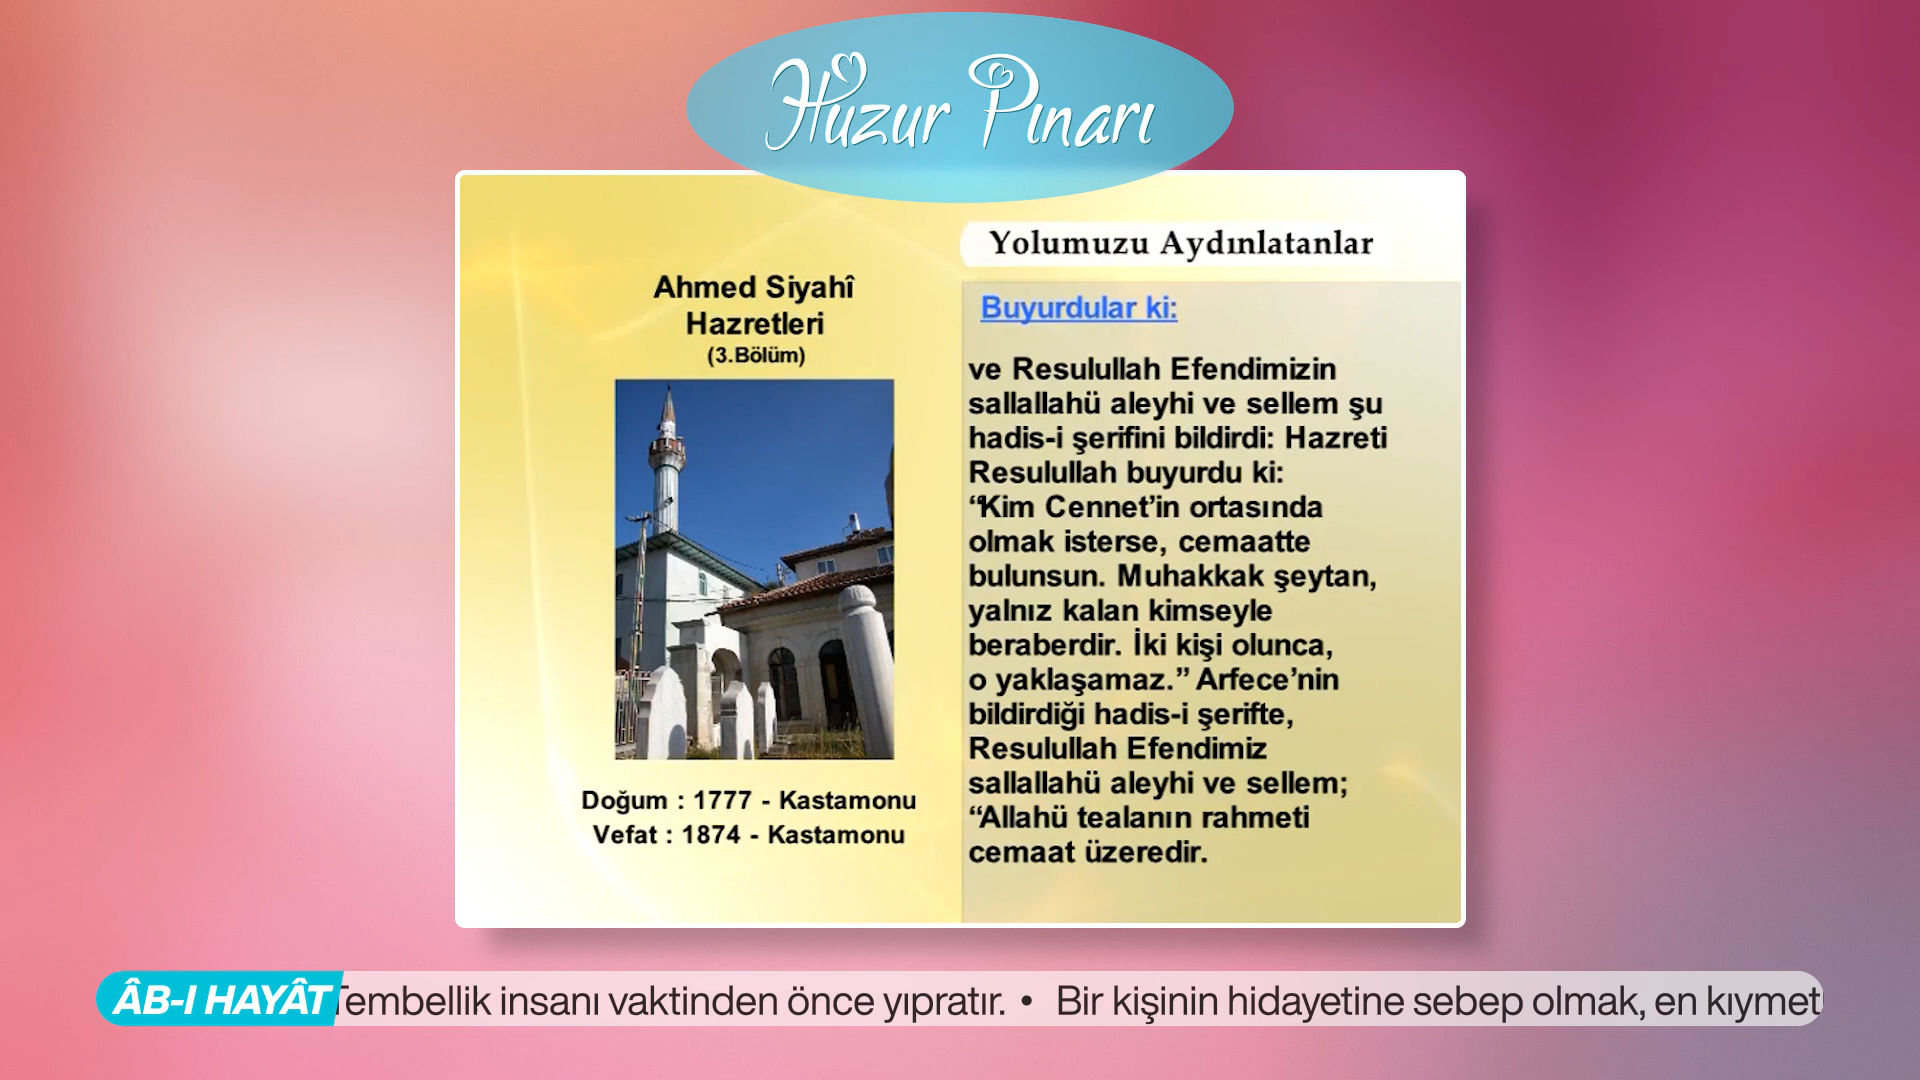 Huzur Pınarı
Yolumuzu Aydınlatanlar
Ahmed Siyahî
Hazretleri
(3.Bölüm)
Doğum : 1777 - Kastamonu
Vefat : 1874 - Kastamonu
Buyurdular ki:
ve Resulullah Efendimizin
sallallahü aleyhi ve sellem şu
hadis-i şerifini bildirdi: Hazreti
Resulullah buyurdu ki:
“Kim Cennet’in ortasında
olmak isterse, cemaatte
bulunsun. Muhakkak şeytan,
yalnız kalan kimseyle
beraberdir. İki kişi olunca,
o yaklaşamaz.” Arfece’nin
bildirdiği hadis-i şerifte,
Resulullah Efendimiz
sallallahü aleyhi ve sellem;
“Allahü tealanın rahmeti
cemaat üzeredir.
ÂB-I HAYÂT Tembellik insanı vaktinden önce yıpratır. • Bir kişinin hidayetine sebep olmak, en kıymet